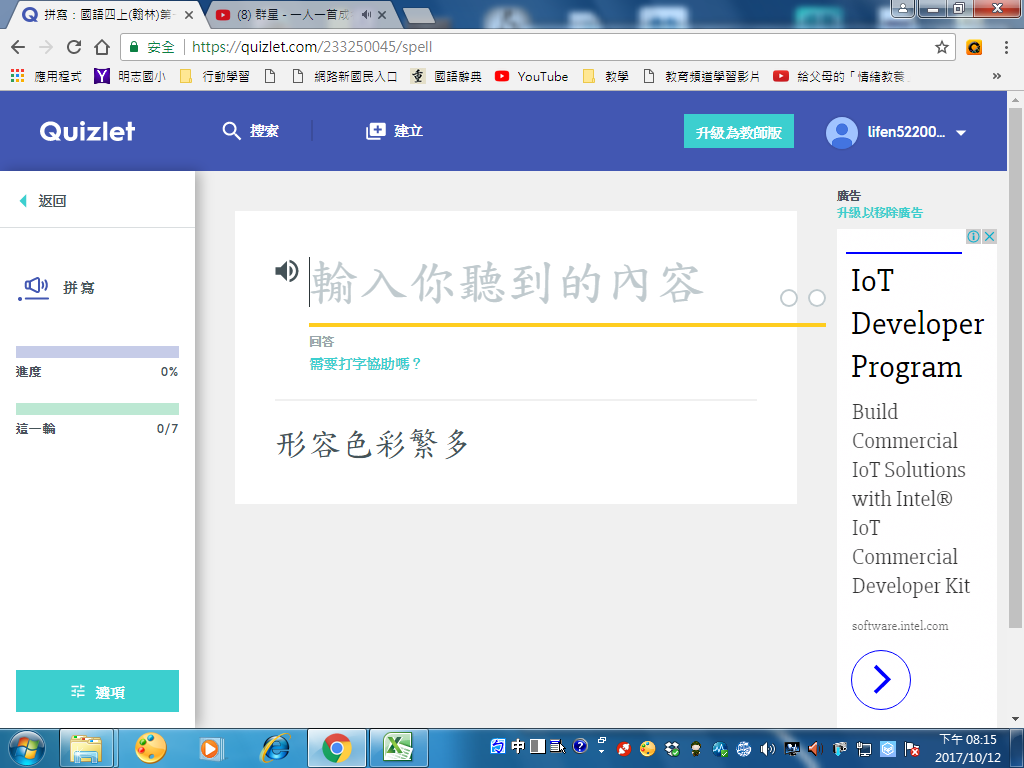 拼寫：國語四上(翰林)第
(8) 群星 - 一人一首成
安全
https://quizlet.com/233250045/spell
應用程式
明志國小
行動學習
網路新國民入口
國語辭典
YouTube
教學
教育頻道學習影片
給父母的「情緒教養
Quizlet
搜索
建立
升級為教師版
lifen52200...
返回
拼寫
進度
0%
這一輪
0/7
選項
輸入你聽到的內容
回答
需要打字協助嗎？
形容色彩繁多
廣告
升級以移除廣告
IoT
Developer
Program
Build
Commercial
IoT Solutions
with Intel®
IoT
Commercial
Developer Kit
software.intel.com
中
下午 08:15
2017/10/12